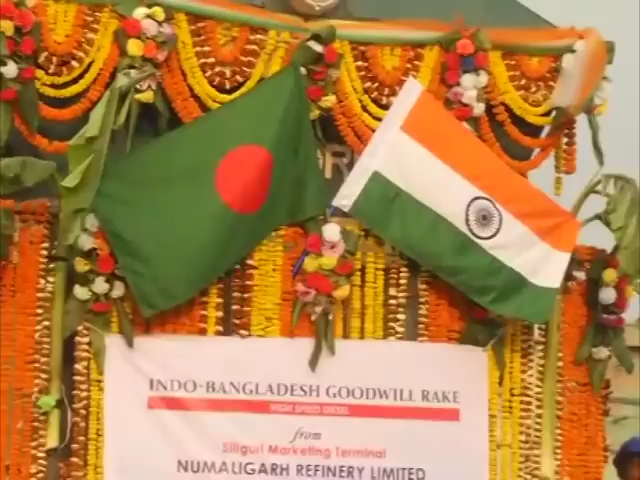 INDO-BANGLADESH GOODWILL RAKE
HIGH SPEED DIESEL
from
Siliguri Marketing Terminal
NUMALIGARH REFINERY LIMITED